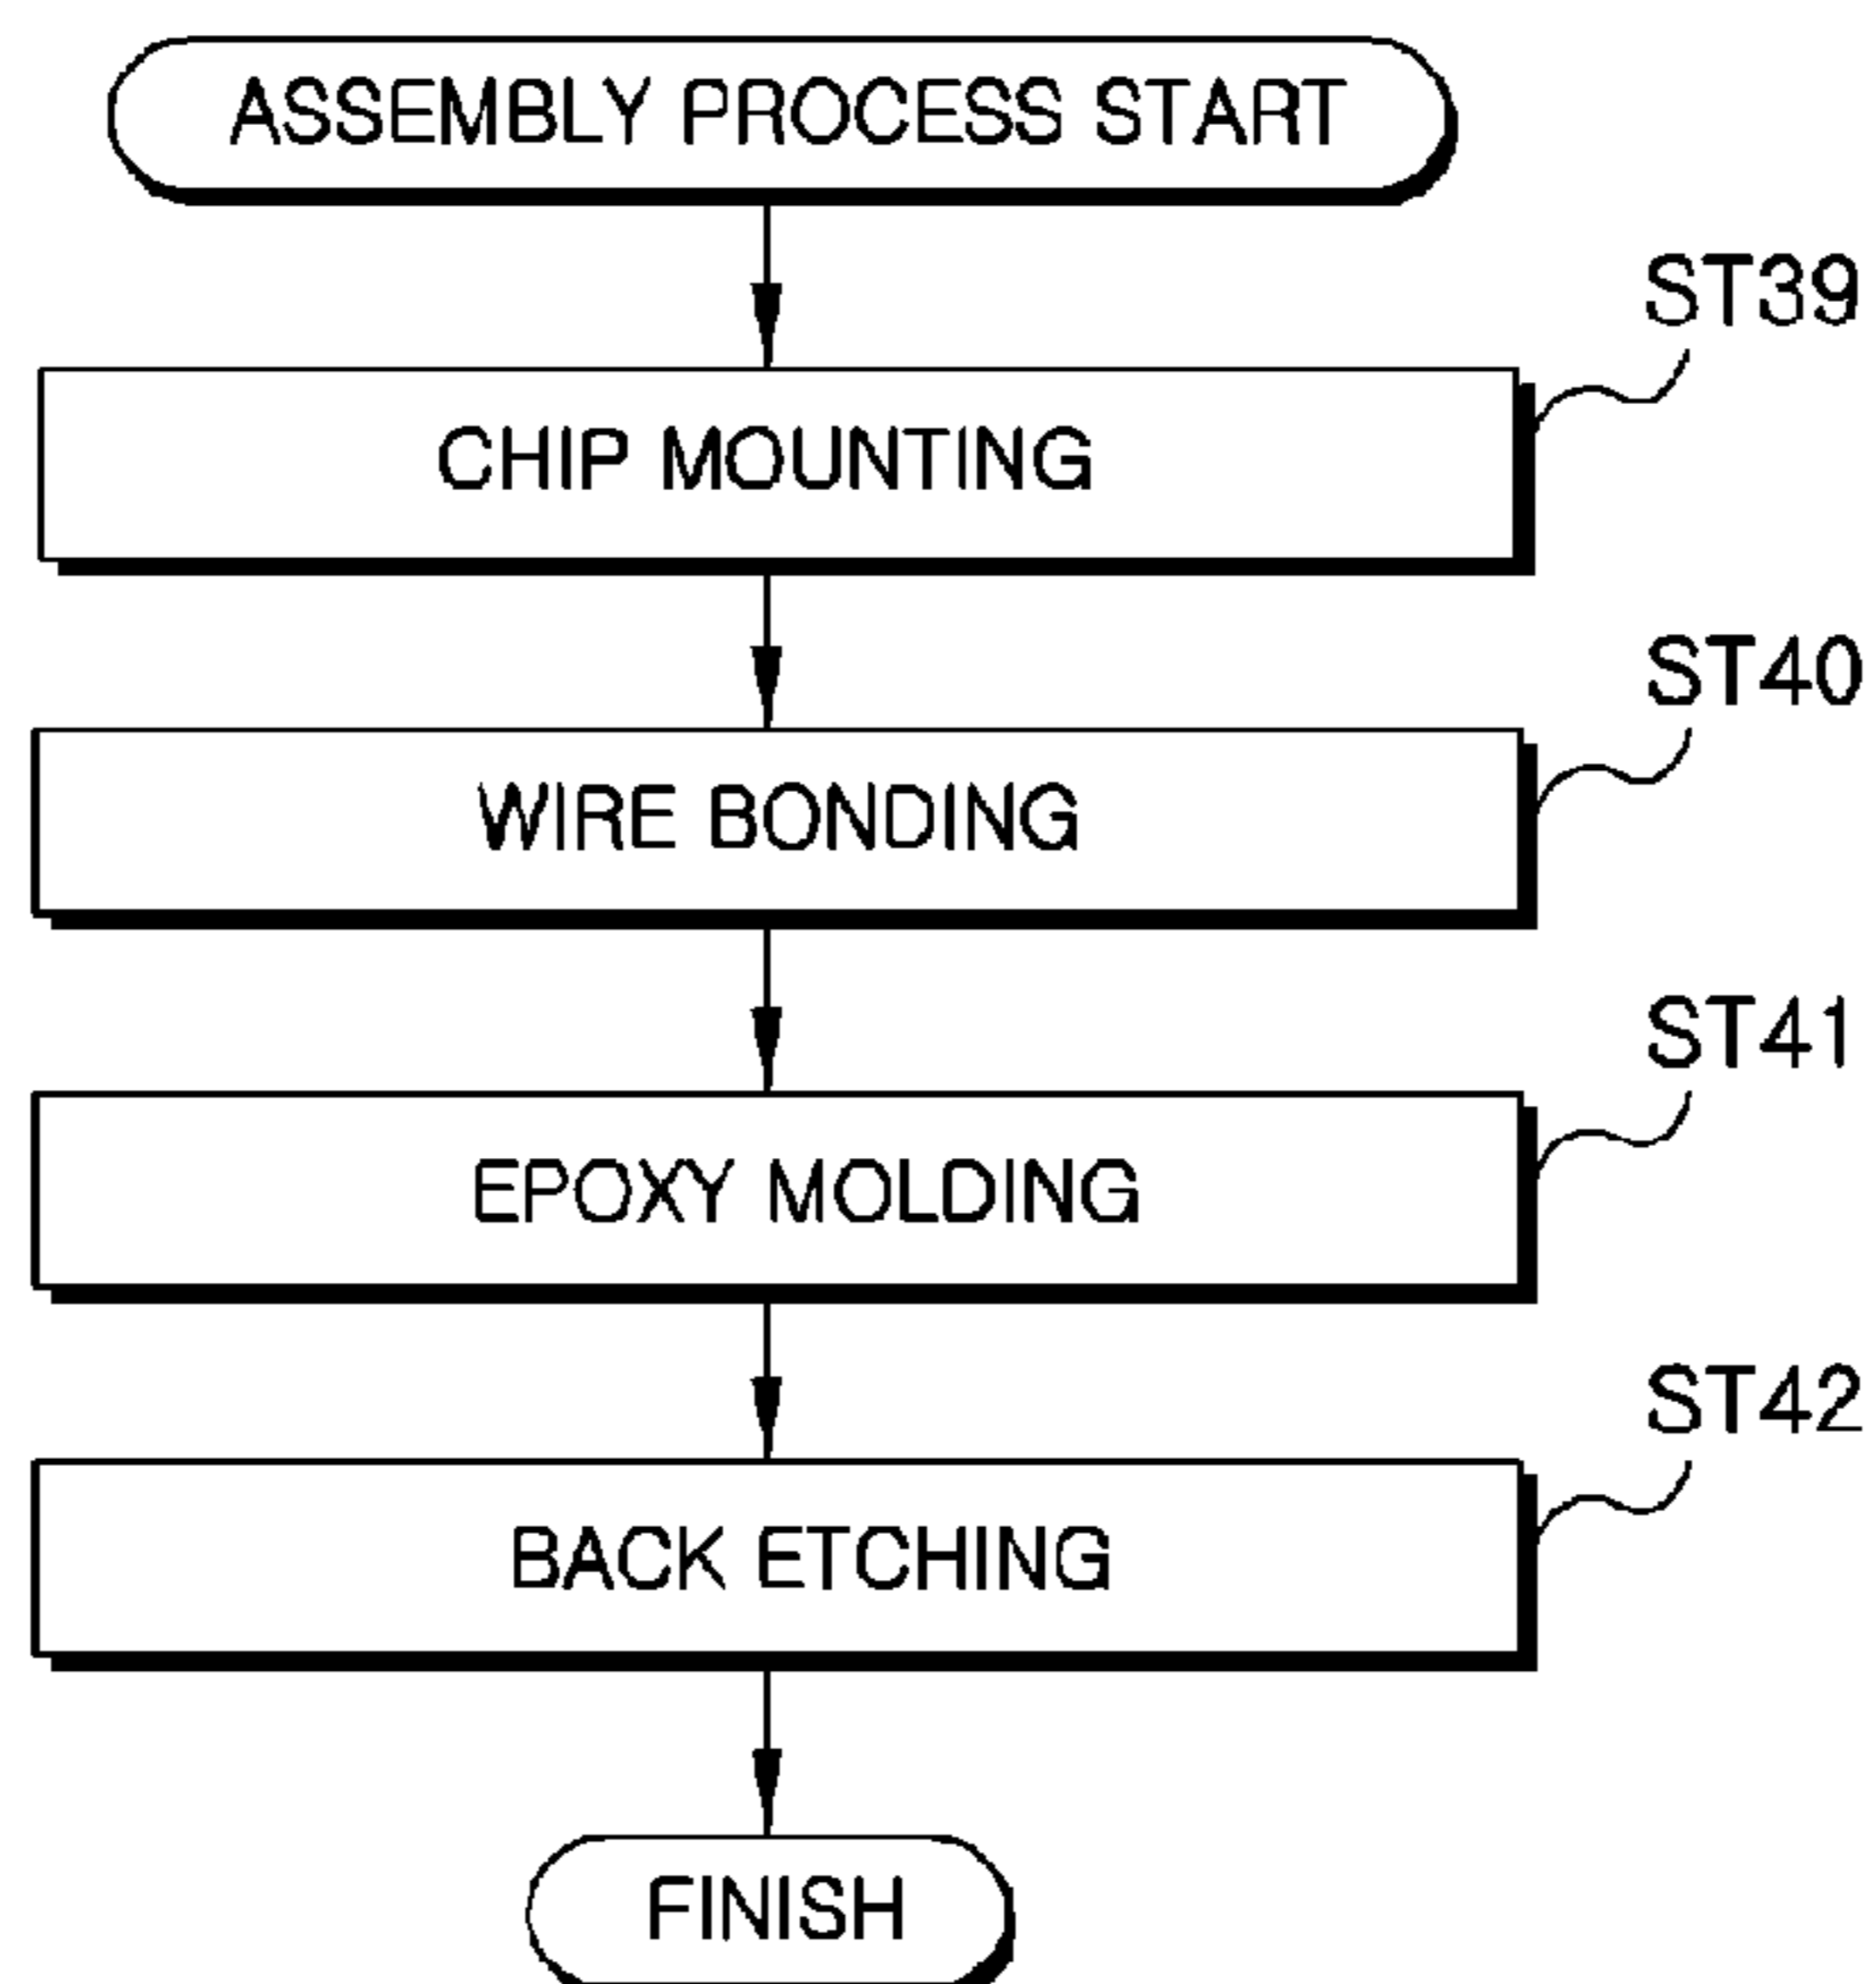 ASSEMBLY PROCESS START
ST39
CHIP MOUNTING
ST40
WIRE BONDING
ST41
EPOXY MOLDING
ST42
BACK ETCHING
FINISH